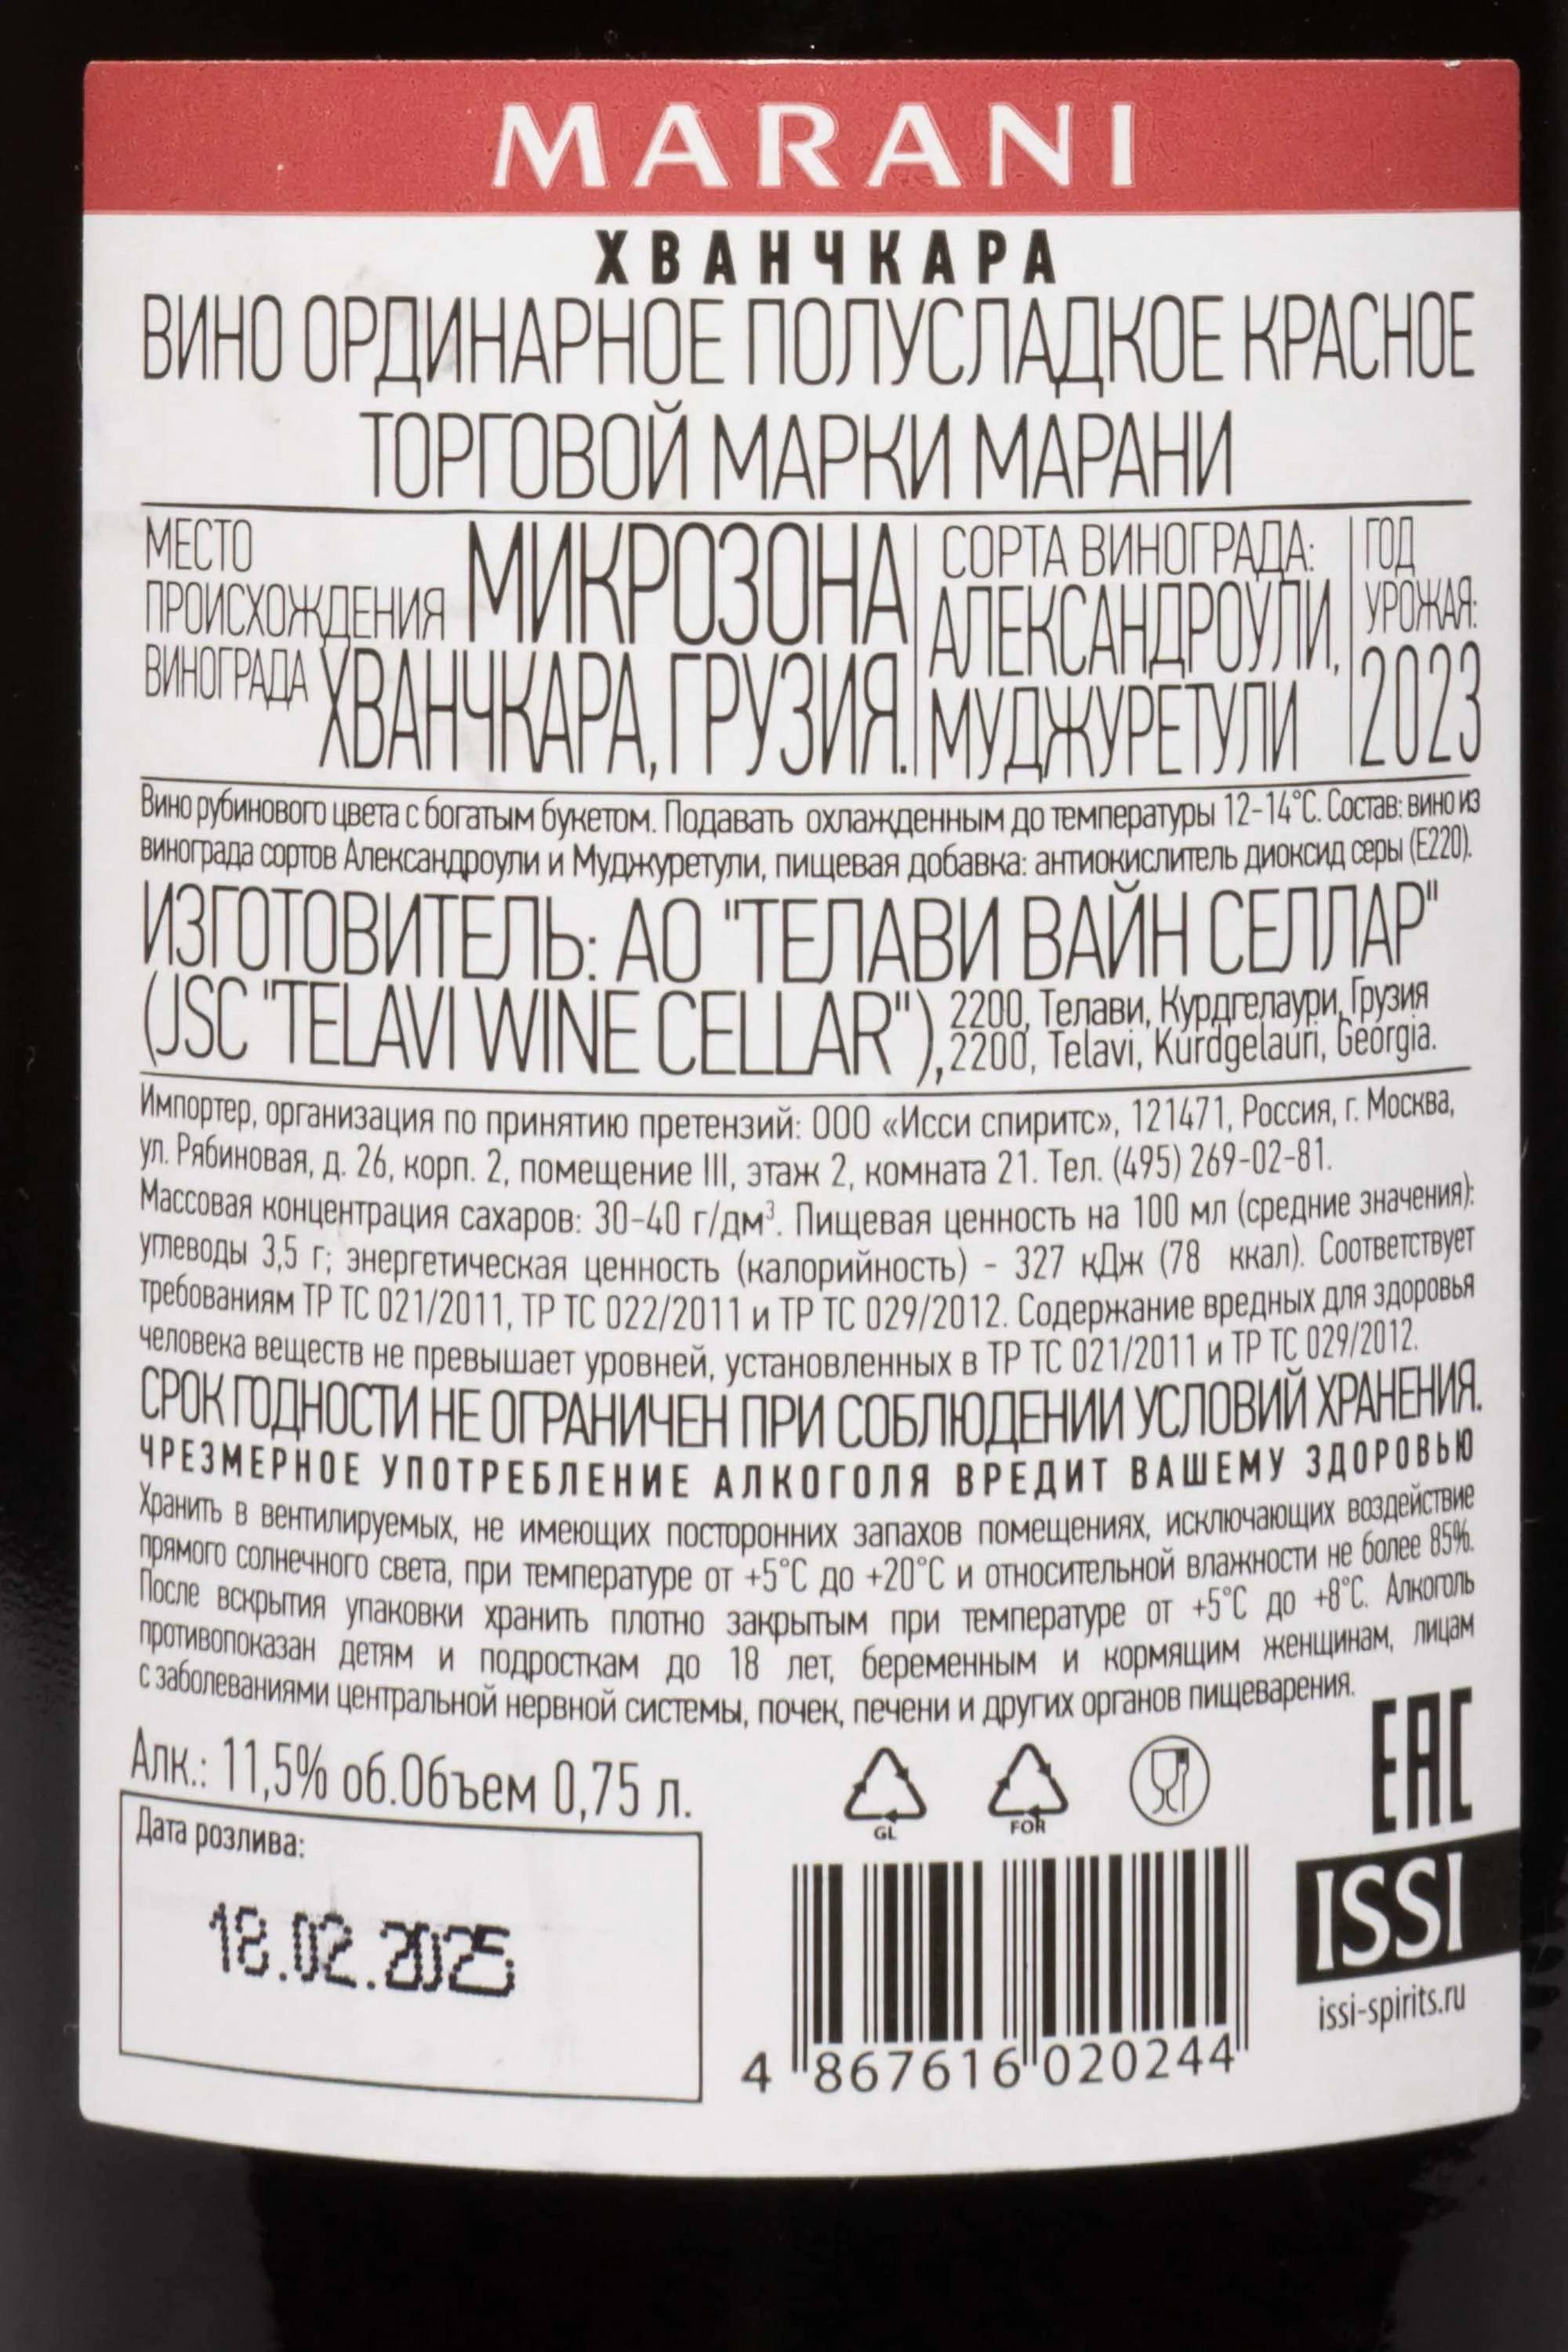 MARANI
ХВАНЧКАРА
ВИНО ОРДИНАРНОЕ ПОЛУСЛАДКОЕ КРАСНОЕ
ТОРГОВОЙ МАРКИ МАРАНИ
МЕСТО
ПРОИСХОЖДЕНИЯ
ВИНОГРАДА
МИКРОЗОНА
ХВАНЧКАРА, ГРУЗИЯ.
СОРТА ВИНОГРАДА:
АЛЕКСАНДРОУЛИ,
МУДЖУРЕТУЛИ
ГОД
УРОЖАЯ:
2023
Вино рубинового цвета с богатым букетом. Подавать охлажденным до температуры 12-14°С. Состав: вино из
винограда сортов Александроули и Муджуретули, пищевая добавка: антиокислитель диоксид серы (Е220).
ИЗГОТОВИТЕЛЬ: АО "ТЕЛАВИ ВАЙН СЕЛЛАР"
(JSC "TELAVI WINE CELLAR"),
2200, Телави, Курдгелаури, Грузия
2200, Telavi, Kurdgelauri, Georgia.
Импортер, организация по принятию претензий: ООО «Исси спиритс», 121471, Россия, г. Москва,
ул. Рябиновая, д. 26, корп. 2, помещение III, этаж 2, комната 21. Тел. (495) 269-02-81.
Массовая концентрация сахаров: 30-40 г/дм³. Пищевая ценность на 100 мл (средние значения):
углеводы 3,5 г; энергетическая ценность (калорийность) - 327 кДж (78 ккал). Соответствует
требованиям ТР ТС 021/2011, ТР ТС 022/2011 и ТР ТС 029/2012. Содержание вредных для здоровья
человека веществ не превышает уровней, установленных в ТР ТС 021/2011 и ТР ТС 029/2012.
СРОК ГОДНОСТИ НЕ ОГРАНИЧЕН ПРИ СОБЛЮДЕНИИ УСЛОВИЙ ХРАНЕНИЯ.
ЧРЕЗМЕРНОЕ УПОТРЕБЛЕНИЕ АЛКОГОЛЯ ВРЕДИТ ВАШЕМУ ЗДОРОВЬЮ
Хранить в вентилируемых, не имеющих посторонних запахов помещениях, исключающих воздействие
прямого солнечного света, при температуре от +5°С до +20°С и относительной влажности не более 85%.
После вскрытия упаковки хранить плотно закрытым при температуре от +5°С до +8°С. Алкоголь
противопоказан детям и подросткам до 18 лет, беременным и кормящим женщинам, лицам
с заболеваниями центральной нервной системы, почек, печени и других органов пищеварения.
Алк.: 11,5% об.Объем 0,75 л.
GL
FOR
EAC
Дата розлива:
18.02.2025
ISSI
issi-spirits.ru
4 867616 020244